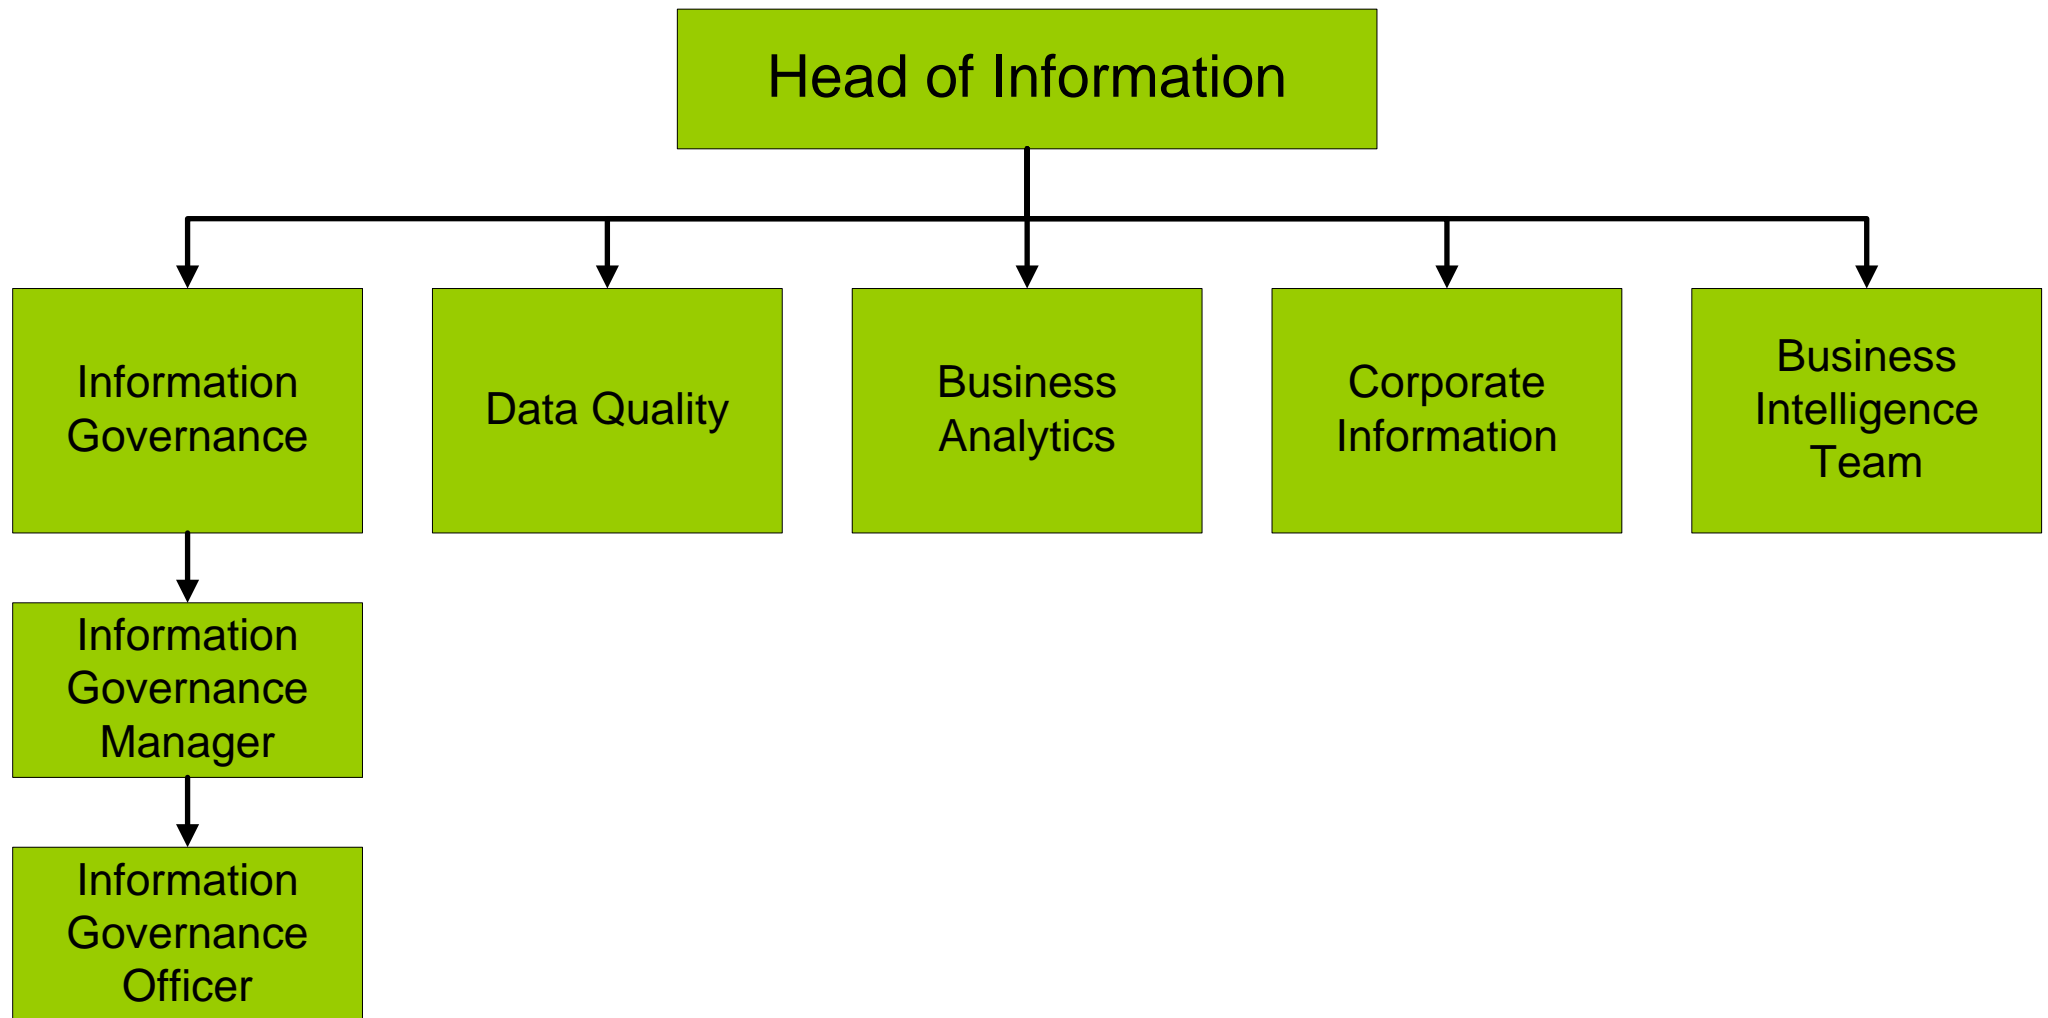 Head of Information
Information
Governance
Data Quality
Business
Analytics
Corporate
Information
Business
Intelligence
Team
Information
Governance
Manager
Information
Governance
Officer